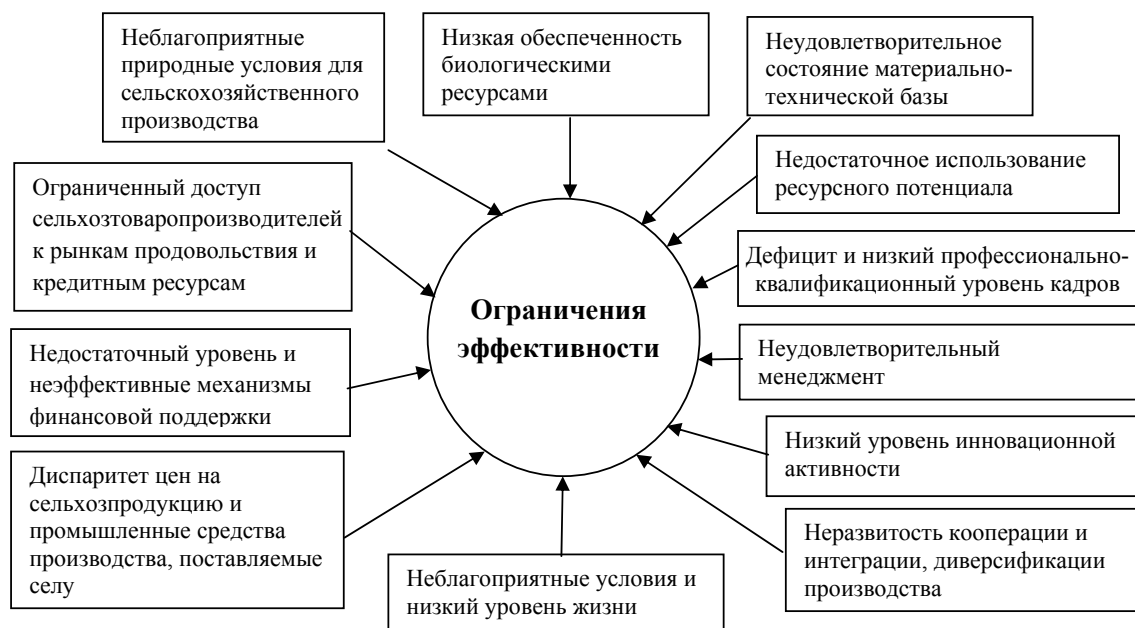 Неблагоприятные
природные условия для
сельскохозяйственного
производства
Низкая обеспеченность
биологическими
ресурсами
Неудовлетворительное
состояние материально-
технической базы
Недостаточное использование
ресурсного потенциала
Ограниченный доступ
сельхозтоваропроизводителей
к рынкам продовольствия и
кредитным ресурсам
Дефицит и низкий профессионально-
квалификационный уровень кадров
Ограничения
эффективности
Недостаточный уровень и
неэффективные механизмы
финансовой поддержки
Неудовлетворительный
менеджмент
Низкий уровень инновационной
активности
Диспаритет цен на
сельхозпродукцию и
промышленные средства
производства, поставляемые
селу
Неблагоприятные условия и
низкий уровень жизни
Неразвитость кооперации и
интеграции, диверсификации
производства